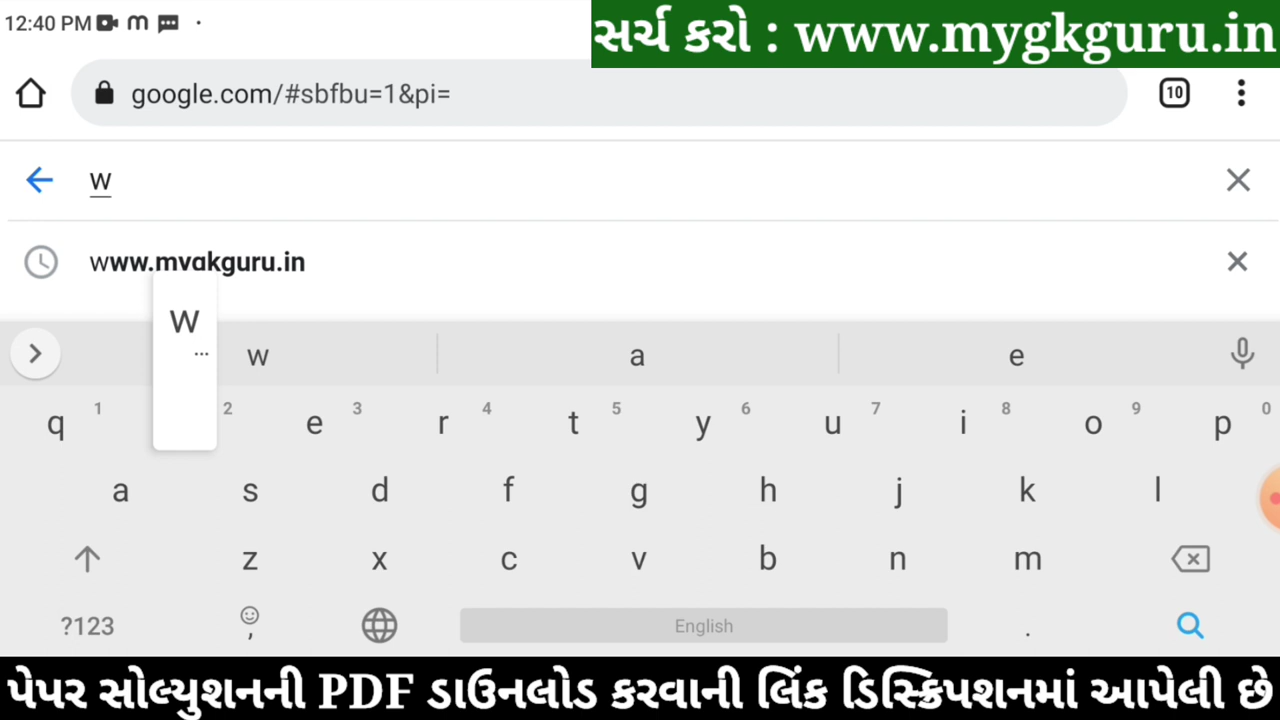 12:40 PM
સર્ચ કરો : www.mygkguru.in
google.com/#sbfbu=1&pi=
10
w
www.mygkguru.in
W
w a e
q 1 2 e 3 r 4 t 5 y 6 u 7 i 8 o 9 p 0
a s d f g h j k l
z x c v b n m
?123 , English .
પેપર સોલ્યુશનની PDF ડાઉનલોડ કરવાની લિંક ડિસ્ક્રિપશનમાં આપેલી છે